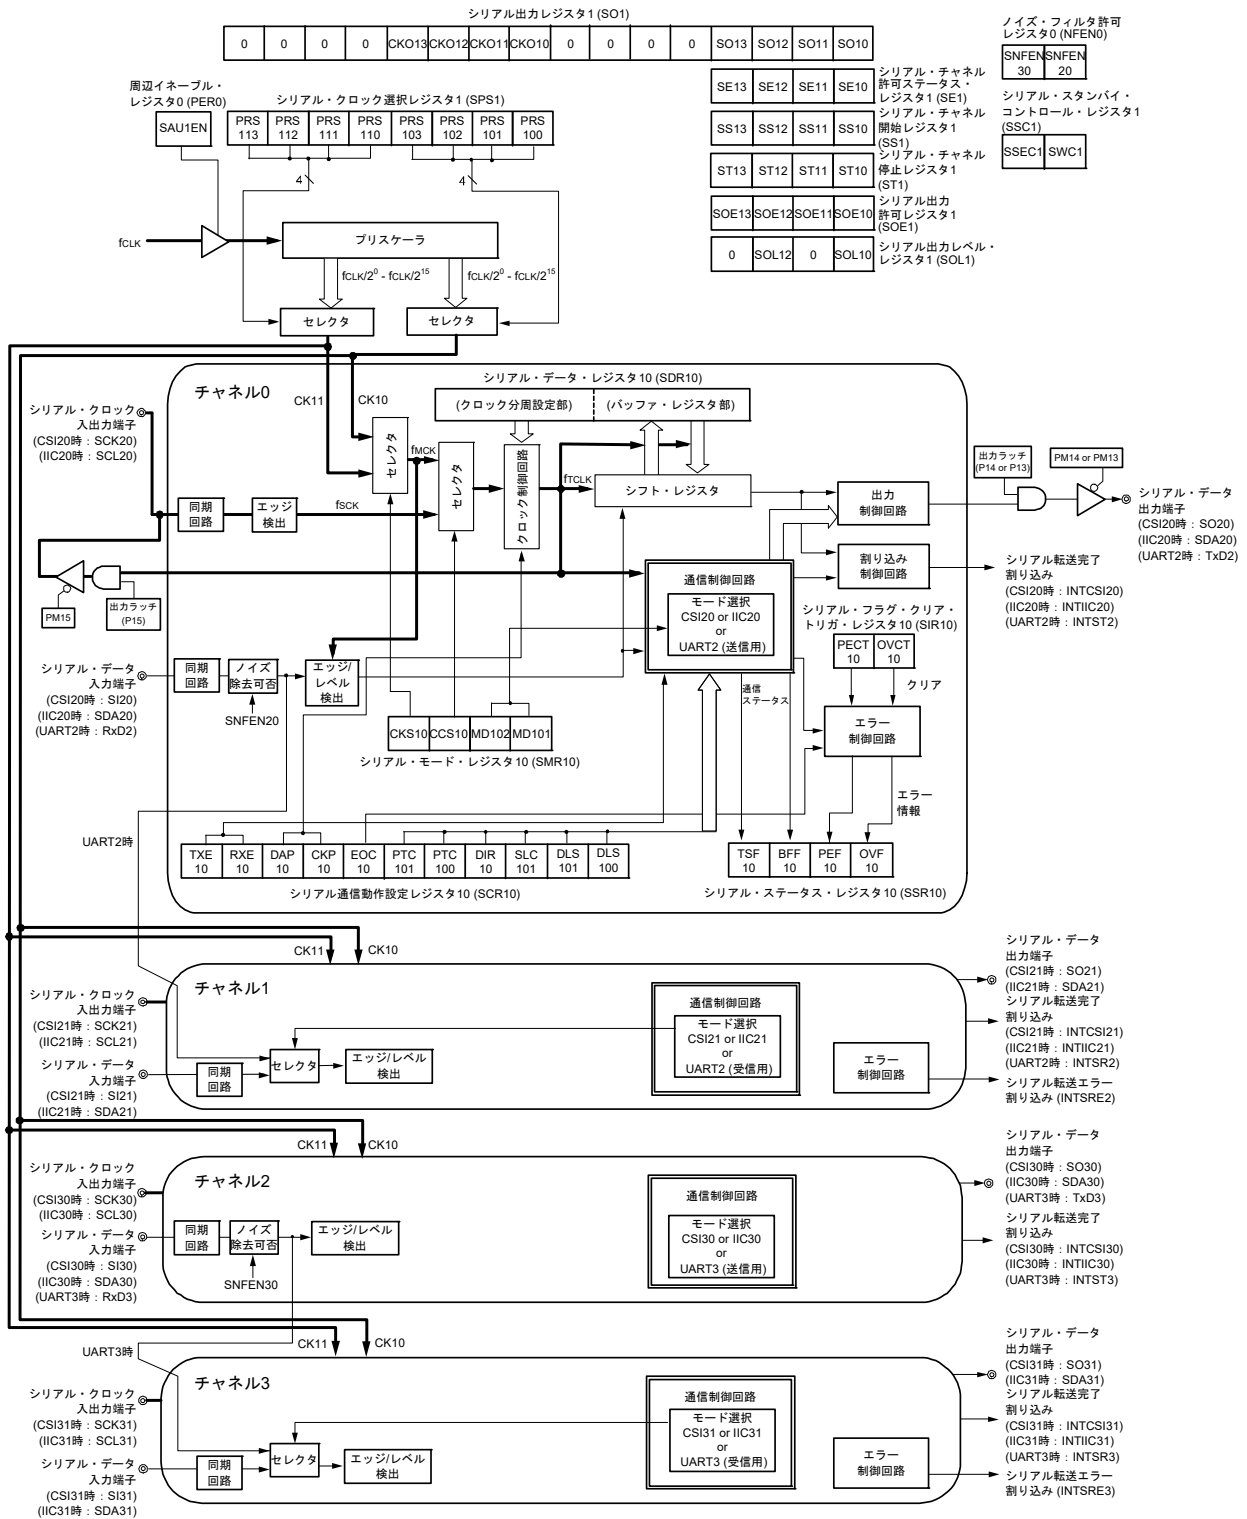 シリアル出力レジスタ1 (SO1)
0 0 0 0 CKO13 CKO12 CKO11 CKO10 0 0 0 0 SO13 SO12 SO11 SO10
ノイズ・フィルタ許可
レジスタ0 (NFEN0)
SNFEN
30
SNFEN
20
周辺イネーブル・
レジスタ0 (PER0)
SAU1EN
シリアル・クロック選択レジスタ1 (SPS1)
PRS
113
PRS
112
PRS
111
PRS
110
PRS
103
PRS
102
PRS
101
PRS
100
SE13 SE12 SE11 SE10
シリアル・チャネル
許可ステータス・
レジスタ1 (SE1)
SS13 SS12 SS11 SS10
シリアル・チャネル
開始レジスタ1
(SS1)
ST13 ST12 ST11 ST10
シリアル・チャネル
停止レジスタ1
(ST1)
SOE13 SOE12 SOE11 SOE10
シリアル出力
許可レジスタ1
(SOE1)
0 SOL12 0 SOL10
シリアル出力レベル・
レジスタ1 (SOL1)
シリアル・スタンバイ・
コントロール・レジスタ1
(SSC1)
SSEC1 SWC1
4
4
fCLK
プリスケーラ
fCLK/2⁰ - fCLK/2¹⁵
fCLK/2⁰ - fCLK/2¹⁵
セレクタ
セレクタ
チャネル0
CK11
CK10
シリアル・データ・レジスタ10 (SDR10)
(クロック分周設定部)
(バッファ・レジスタ部)
シリアル・クロック
入出力端子
(CSI20時：SCK20)
(IIC20時：SCL20)
同期
回路
エッジ
検出
fSCK
セレクタ
fMCK
セレクタ
クロック制御回路
fTCLK
シフト・レジスタ
出力
制御回路
出力ラッチ
(P14 or P13)
PM14 or PM13
シリアル・データ
出力端子
(CSI20時：SO20)
(IIC20時：SDA20)
(UART2時：TxD2)
割り込み
制御回路
シリアル転送完了
割り込み
(CSI20時：INTCSI20)
(IIC20時：INTIIC20)
(UART2時：INTST2)
PM15
出力ラッチ
(P15)
通信制御回路
モード選択
CSI20 or IIC20
or
UART2 (送信用)
シリアル・フラグ・クリア・
トリガ・レジスタ10 (SIR10)
PECT
10
OVCT
10
クリア
シリアル・データ
入力端子
(CSI20時：SI20)
(IIC20時：SDA20)
(UART2時：RxD2)
同期
回路
ノイズ
除去可否
SNFEN20
エッジ/
レベル
検出
通信
ステータス
エラー
制御回路
エラー
情報
CKS10 CCS10 MD102 MD101
シリアル・モード・レジスタ10 (SMR10)
UART2時
TXE
10
RXE
10
DAP
10
CKP
10
EOC
10
PTC
101
PTC
100
DIR
10
SLC
101
DLS
101
DLS
100
シリアル通信動作設定レジスタ10 (SCR10)
TSF
10
BFF
10
PEF
10
OVF
10
シリアル・ステータス・レジスタ10 (SSR10)
CK11
CK10
チャネル1
シリアル・クロック
入出力端子
(CSI21時：SCK21)
(IIC21時：SCL21)
シリアル・データ
入力端子
(CSI21時：SI21)
(IIC21時：SDA21)
同期
回路
セレクタ
エッジ/レベル
検出
通信制御回路
モード選択
CSI21 or IIC21
or
UART2 (受信用)
エラー
制御回路
シリアル・データ
出力端子
(CSI21時：SO21)
(IIC21時：SDA21)
シリアル転送完了
割り込み
(CSI21時：INTCSI21)
(IIC21時：INTIIC21)
(UART2時：INTSR2)
シリアル転送エラー
割り込み (INTSRE2)
CK11
CK10
チャネル2
シリアル・クロック
入出力端子
(CSI30時：SCK30)
(IIC30時：SCL30)
シリアル・データ
入力端子
(CSI30時：SI30)
(IIC30時：SDA30)
(UART3時：RxD3)
同期
回路
ノイズ
除去可否
SNFEN30
エッジ/レベル
検出
通信制御回路
モード選択
CSI30 or IIC30
or
UART3 (送信用)
シリアル・データ
出力端子
(CSI30時：SO30)
(IIC30時：SDA30)
(UART3時：TxD3)
シリアル転送完了
割り込み
(CSI30時：INTCSI30)
(IIC30時：INTIIC30)
(UART3時：INTST3)
UART3時
CK11
CK10
チャネル3
シリアル・クロック
入出力端子
(CSI31時：SCK31)
(IIC31時：SCL31)
シリアル・データ
入力端子
(CSI31時：SI31)
(IIC31時：SDA31)
同期
回路
セレクタ
エッジ/レベル
検出
通信制御回路
モード選択
CSI31 or IIC31
or
UART3 (受信用)
エラー
制御回路
シリアル・データ
出力端子
(CSI31時：SO31)
(IIC31時：SDA31)
シリアル転送完了
割り込み
(CSI31時：INTCSI31)
(IIC31時：INTIIC31)
(UART3時：INTSR3)
シリアル転送エラー
割り込み (INTSRE3)